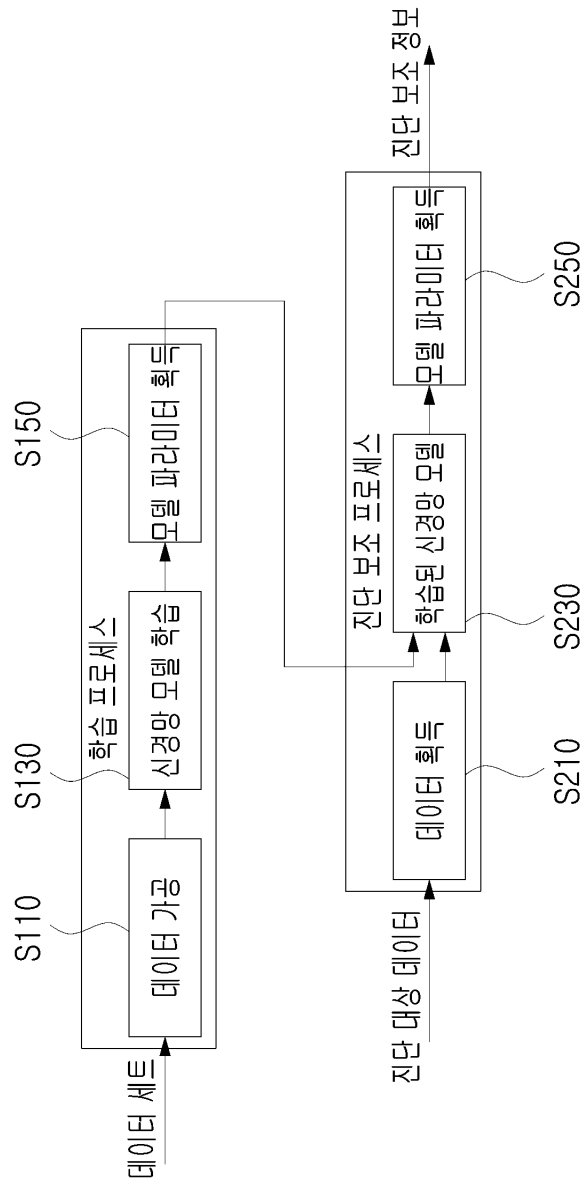 학습 프로세스
S110
S130
S150
데이터 세트
데이터 가공
신경망 모델 학습
모델 파라미터 획득
진단 보조 프로세스
진단 대상 데이터
데이터 획득
학습된 신경망 모델
모델 파라미터 획득
진단 보조 정보
S210
S230
S250